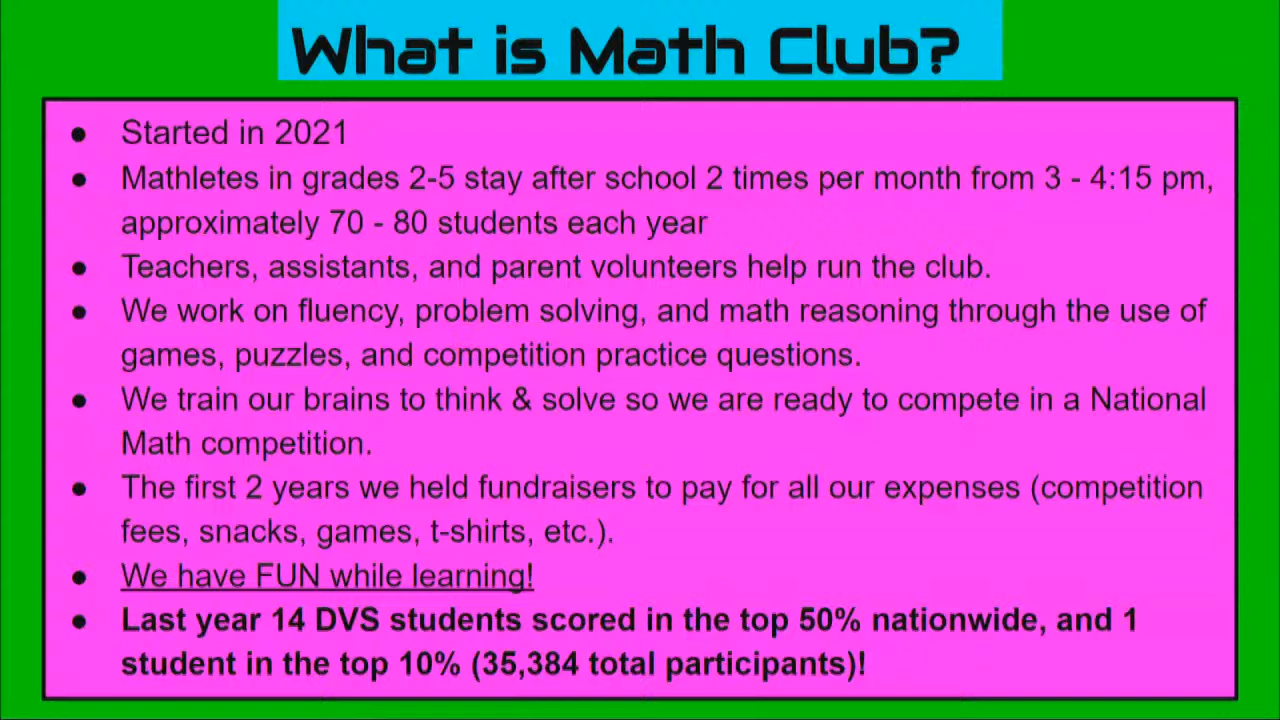 What is Math Club?
● Started in 2021
● Mathletes in grades 2-5 stay after school 2 times per month from 3 - 4:15 pm,
approximately 70 - 80 students each year
● Teachers, assistants, and parent volunteers help run the club.
● We work on fluency, problem solving, and math reasoning through the use of
games, puzzles, and competition practice questions.
● We train our brains to think & solve so we are ready to compete in a National
Math competition.
● The first 2 years we held fundraisers to pay for all our expenses (competition
fees, snacks, games, t-shirts, etc.).
● We have FUN while learning!
● Last year 14 DVS students scored in the top 50% nationwide, and 1
student in the top 10% (35,384 total participants)!